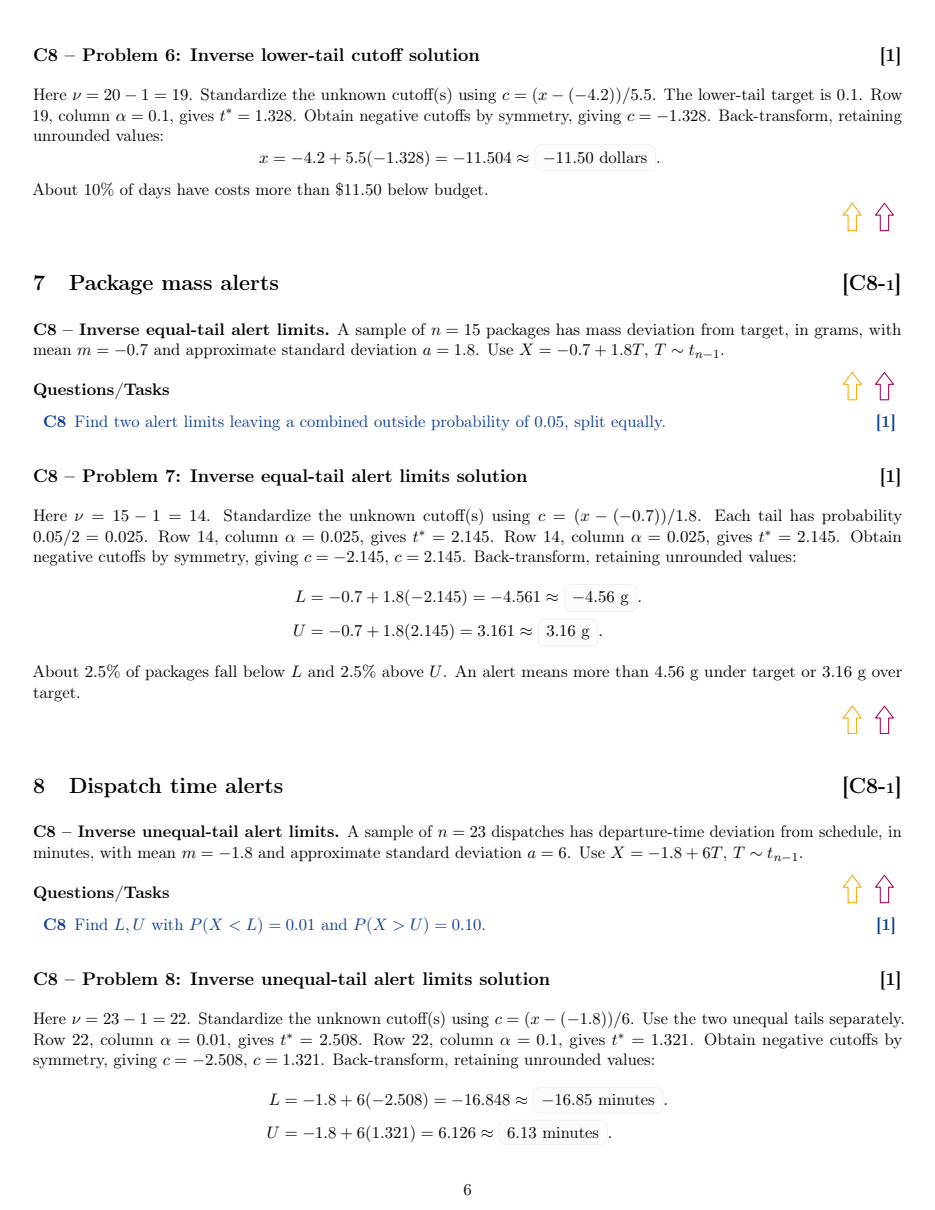 C8 – Problem 6: Inverse lower-tail cutoff solution [1]
Here ν = 20 − 1 = 19. Standardize the unknown cutoff(s) using c = (x − (−4.2))/5.5. The lower-tail target is 0.1. Row
19, column α = 0.1, gives t* = 1.328. Obtain negative cutoffs by symmetry, giving c = −1.328. Back-transform, retaining
unrounded values:
x = −4.2 + 5.5(−1.328) = −11.504 ≈ −11.50 dollars .
About 10% of days have costs more than $11.50 below budget.
7 Package mass alerts [C8-1]
C8 – Inverse equal-tail alert limits. A sample of n = 15 packages has mass deviation from target, in grams, with
mean m = −0.7 and approximate standard deviation a = 1.8. Use X = −0.7 + 1.8T, T ∼ tₙ₋₁.
Questions/Tasks
C8 Find two alert limits leaving a combined outside probability of 0.05, split equally. [1]
C8 – Problem 7: Inverse equal-tail alert limits solution [1]
Here ν = 15 − 1 = 14. Standardize the unknown cutoff(s) using c = (x − (−0.7))/1.8. Each tail has probability
0.05/2 = 0.025. Row 14, column α = 0.025, gives t* = 2.145. Row 14, column α = 0.025, gives t* = 2.145. Obtain
negative cutoffs by symmetry, giving c = −2.145, c = 2.145. Back-transform, retaining unrounded values:
L = −0.7 + 1.8(−2.145) = −4.561 ≈ −4.56 g .
U = −0.7 + 1.8(2.145) = 3.161 ≈ 3.16 g .
About 2.5% of packages fall below L and 2.5% above U. An alert means more than 4.56 g under target or 3.16 g over
target.
8 Dispatch time alerts [C8-1]
C8 – Inverse unequal-tail alert limits. A sample of n = 23 dispatches has departure-time deviation from schedule, in
minutes, with mean m = −1.8 and approximate standard deviation a = 6. Use X = −1.8 + 6T, T ∼ tₙ₋₁.
Questions/Tasks
C8 Find L, U with P(X < L) = 0.01 and P(X > U) = 0.10. [1]
C8 – Problem 8: Inverse unequal-tail alert limits solution [1]
Here ν = 23 − 1 = 22. Standardize the unknown cutoff(s) using c = (x − (−1.8))/6. Use the two unequal tails separately.
Row 22, column α = 0.01, gives t* = 2.508. Row 22, column α = 0.1, gives t* = 1.321. Obtain negative cutoffs by
symmetry, giving c = −2.508, c = 1.321. Back-transform, retaining unrounded values:
L = −1.8 + 6(−2.508) = −16.848 ≈ −16.85 minutes .
U = −1.8 + 6(1.321) = 6.126 ≈ 6.13 minutes .
6